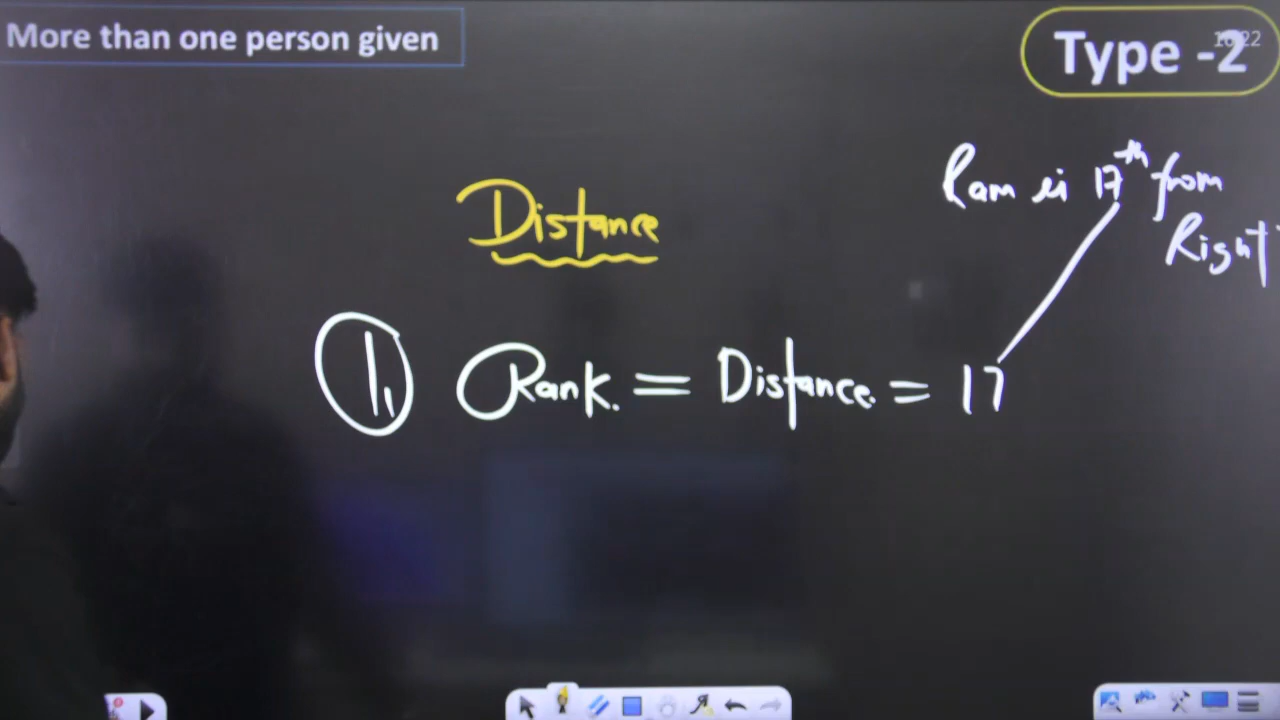 More than one person given
Type -2
Ram is 17th from
Right
Distance
1, Rank. = Distance. = 17